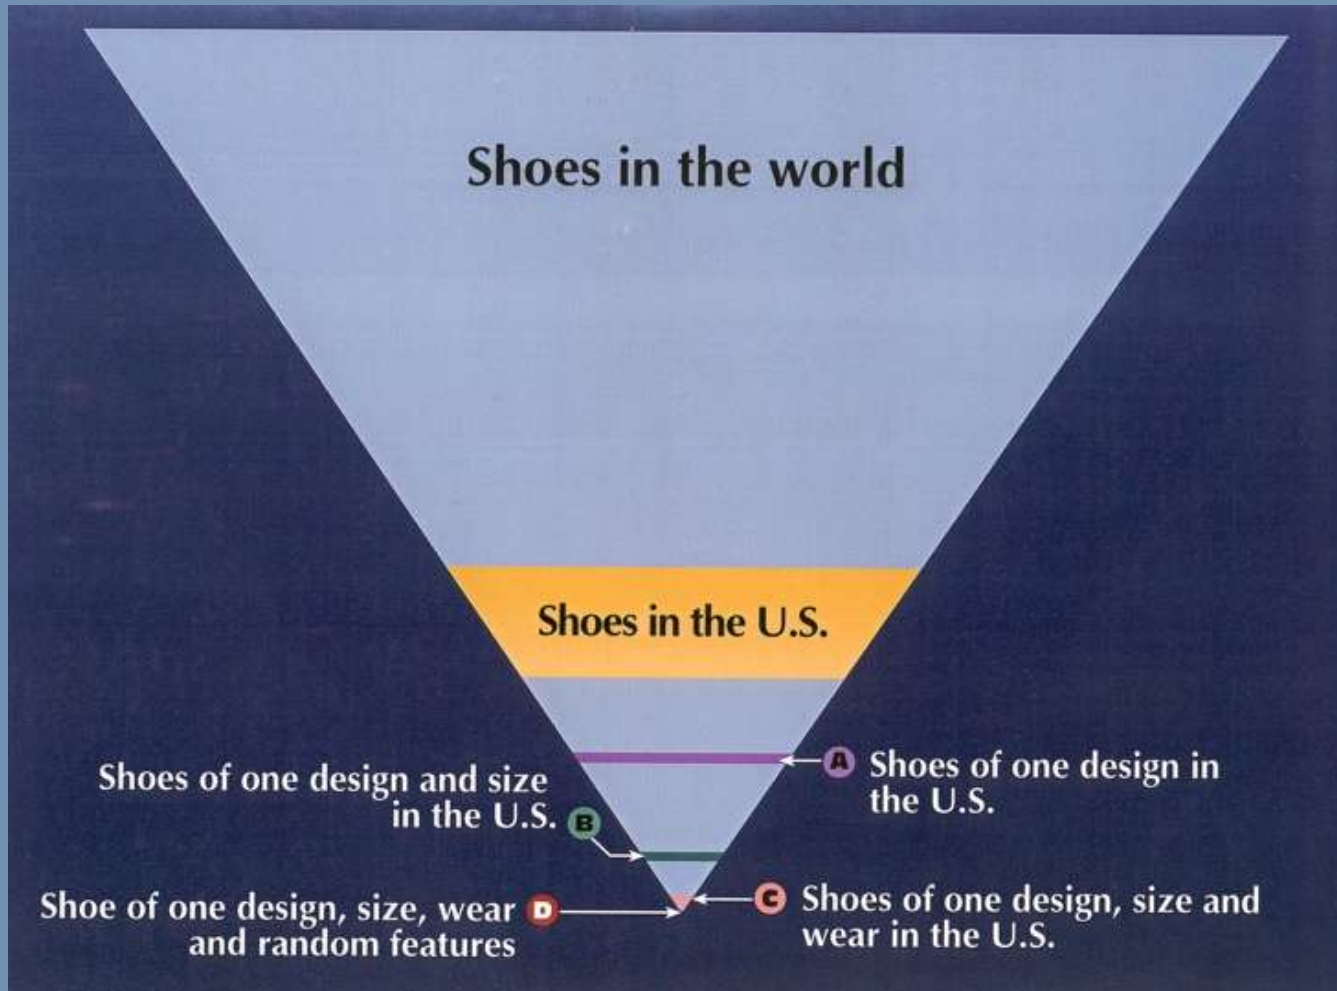 Shoes in the world
Shoes in the U.S.
A Shoes of one design in
the U.S.
Shoes of one design and size
in the U.S. B
C Shoes of one design, size and
wear in the U.S.
Shoe of one design, size, wear D
and random features